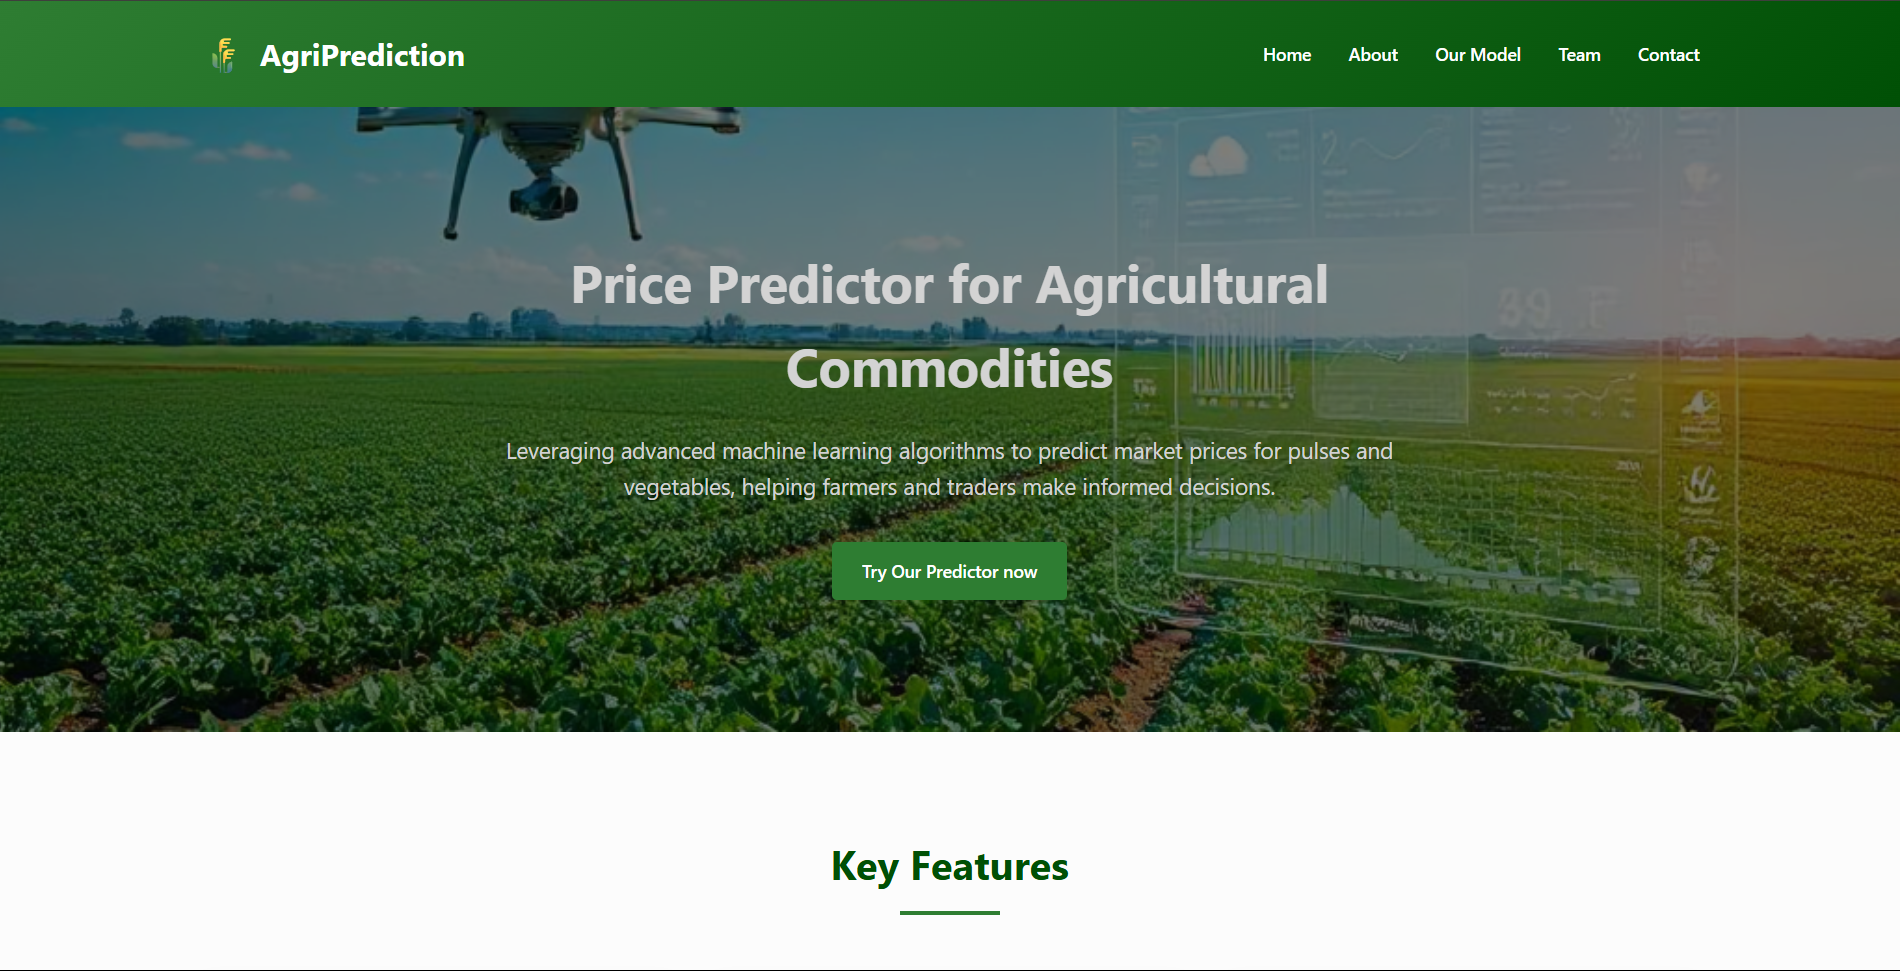 AgriPrediction
Home
About
Our Model
Team
Contact
Price Predictor for Agricultural
Commodities
Leveraging advanced machine learning algorithms to predict market prices for pulses and
vegetables, helping farmers and traders make informed decisions.
Try Our Predictor now
Key Features